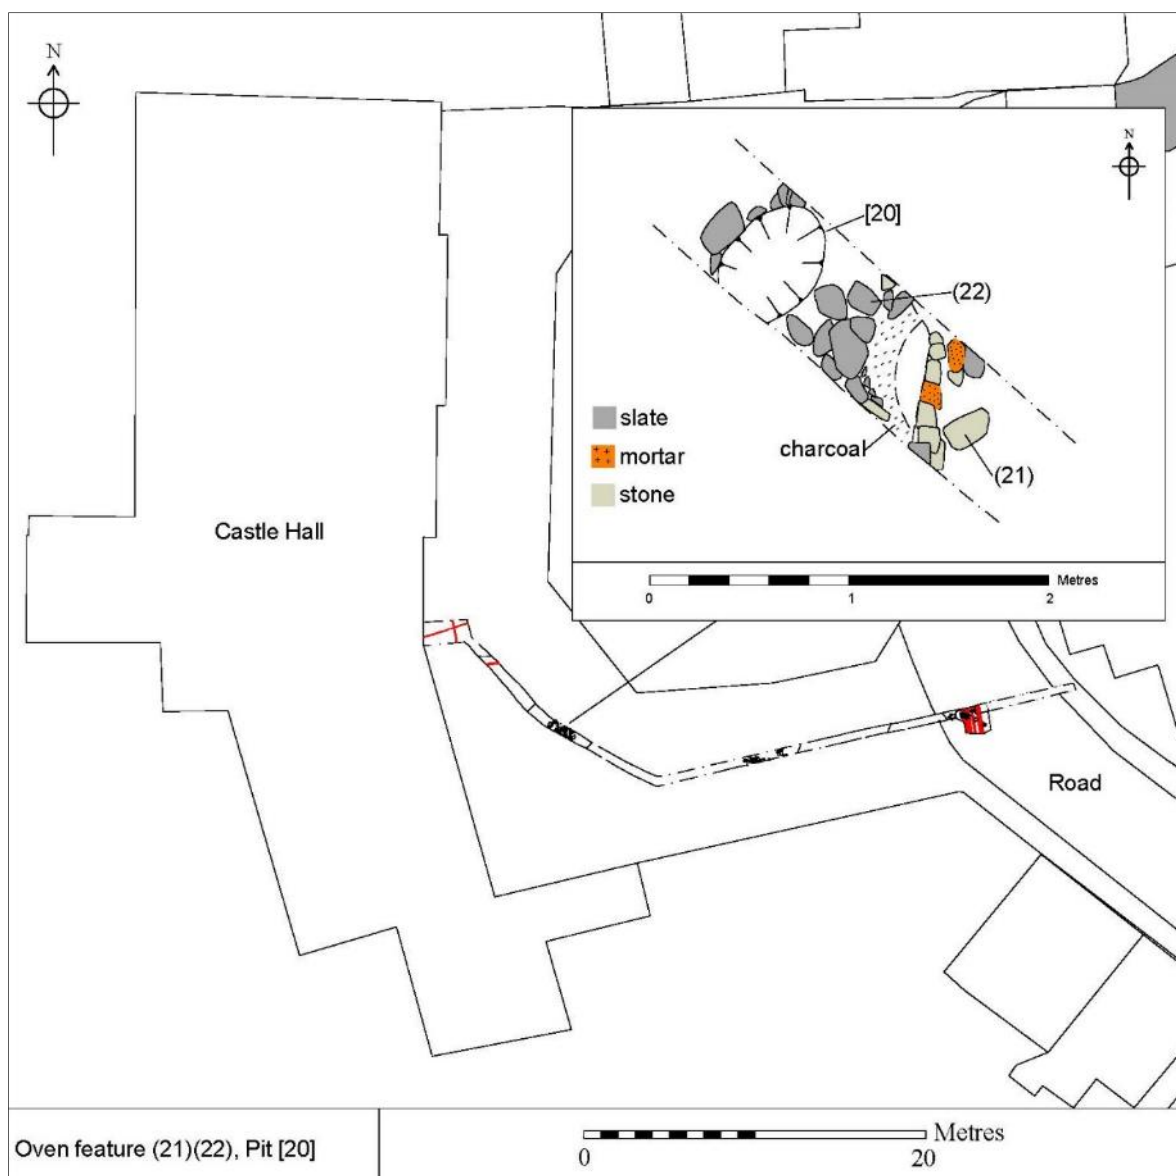 N
N
[20]
(22)
slate
mortar
charcoal
stone
(21)
Castle Hall
Metres
0 1 2
Road
Oven feature (21)(22), Pit [20]
Metres
0 20